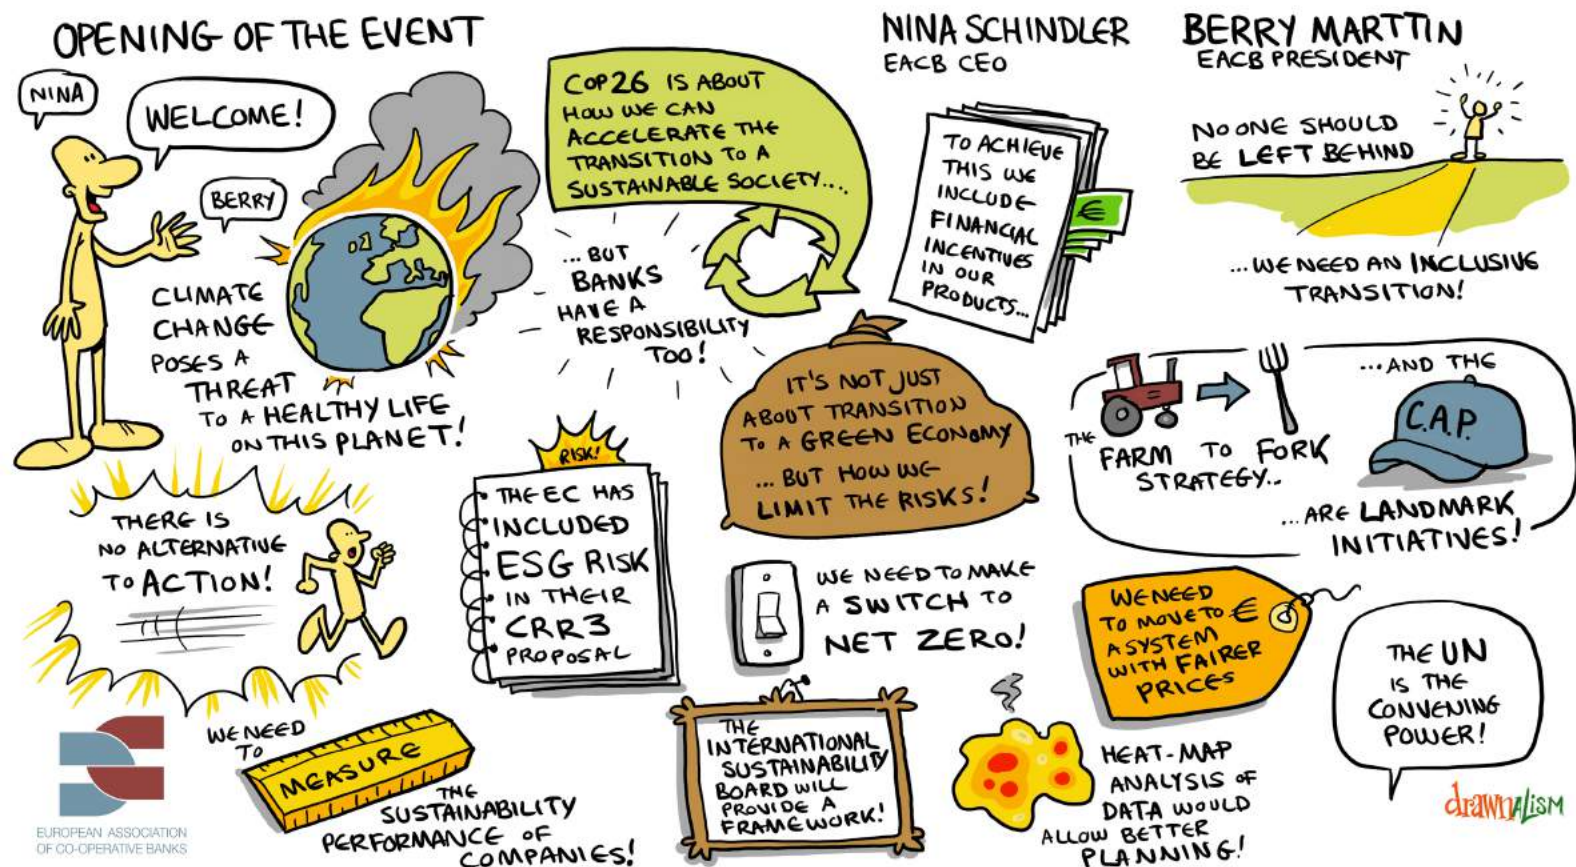 OPENING OF THE EVENT
NINA SCHINDLER
EACB CEO
BERRY MARTTIN
EACB PRESIDENT
NINA
WELCOME!
BERRY
CLIMATE
CHANGE
POSES A
THREAT
TO A HEALTHY LIFE
ON THIS PLANET!
COP26 IS ABOUT
HOW WE CAN
ACCELERATE THE
TRANSITION TO A
SUSTAINABLE SOCIETY....
...BUT
BANKS
HAVE A
RESPONSIBILITY
TOO!
TO ACHIEVE
THIS WE
INCLUDE
FINANCIAL
INCENTIVES
IN OUR
PRODUCTS...
€
NO ONE SHOULD
BE LEFT BEHIND
...WE NEED AN INCLUSIVE
TRANSITION!
THERE IS
NO ALTERNATIVE
TO ACTION!
RISK!
THE EC HAS
INCLUDED
ESG RISK
IN THEIR
CRR3
PROPOSAL
IT'S NOT JUST
ABOUT TRANSITION
TO A GREEN ECONOMY
...BUT HOW WE
LIMIT THE RISKS!
THE
FARM TO FORK
STRATEGY..
...AND THE
C.A.P.
...ARE LANDMARK
INITIATIVES!
WE NEED TO MAKE
A SWITCH TO
NET ZERO!
WE NEED
TO MOVE TO €
A SYSTEM
WITH FAIRER
PRICES
THE UN
IS THE
CONVENING
POWER!
WE NEED
TO
MEASURE
THE
SUSTAINABILITY
PERFORMANCE OF
COMPANIES!
THE
INTERNATIONAL
SUSTAINABILITY
BOARD WILL
PROVIDE A
FRAMEWORK!
HEAT-MAP
ANALYSIS OF
DATA WOULD
ALLOW BETTER
PLANNING!
EUROPEAN ASSOCIATION
OF CO-OPERATIVE BANKS
drawnALISM